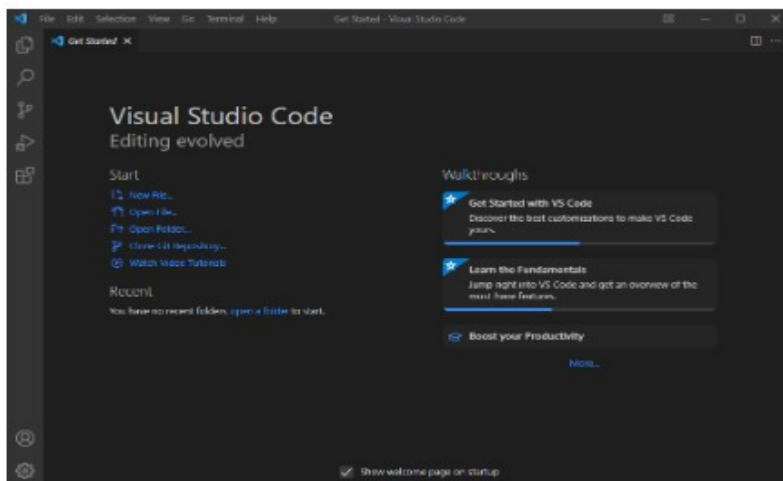 File Edit Selection View Go Terminal Help
Get Started - Visual Studio Code
Get Started
Visual Studio Code
Editing evolved
Start
New File...
Open File...
Open Folder...
Clone Git Repository...
Watch Video Tutorials
Recent
You have no recent folders, open a folder to start.
Walkthroughs
Get Started with VS Code
Discover the best customizations to make VS Code
yours.
Learn the Fundamentals
Jump right into VS Code and get an overview of the
must have features.
Boost your Productivity
More...
Show welcome page on startup